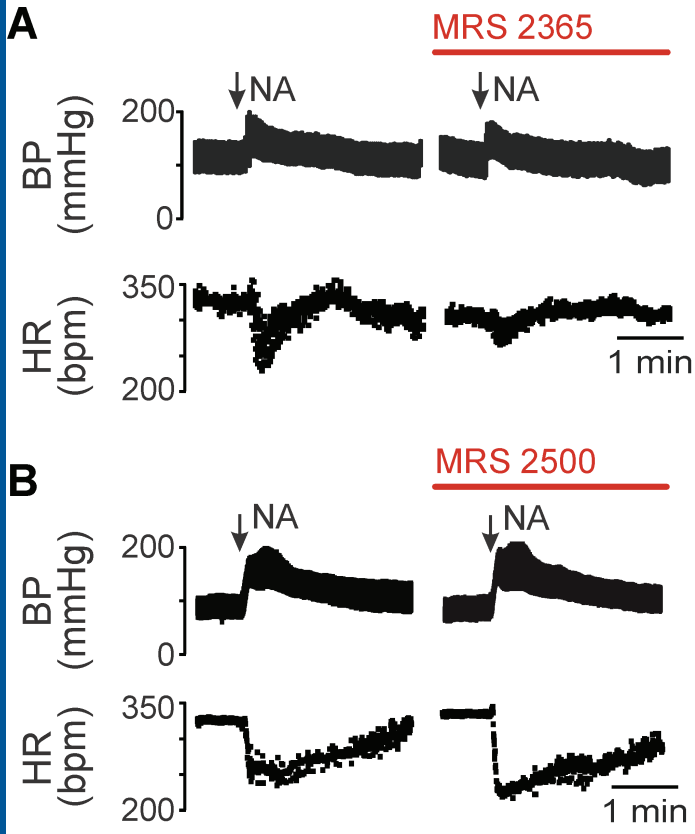 A
MRS 2365
NA
NA
BP
(mmHg)
200
0
HR
(bpm)
350
200
1 min
B
MRS 2500
NA
NA
BP
(mmHg)
200
0
HR
(bpm)
350
200
1 min